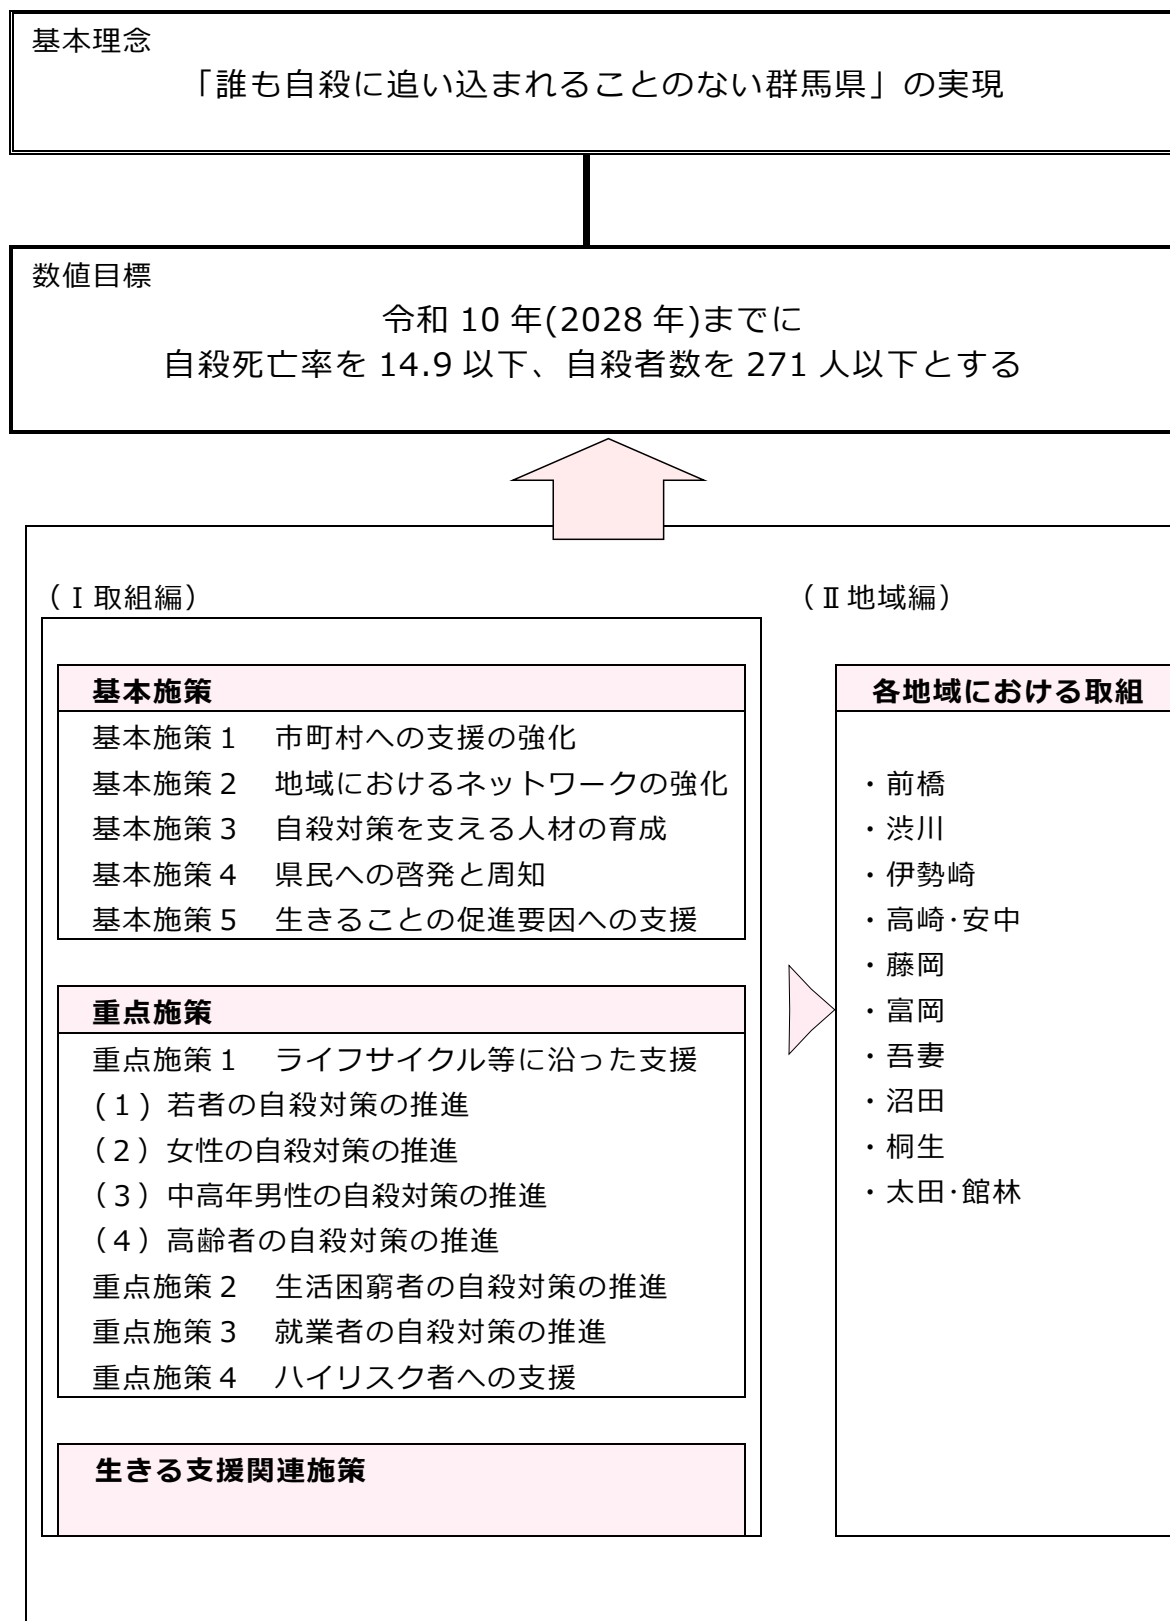 基本理念
「誰も自殺に追い込まれることのない群馬県」の実現
数値目標
令和 10 年(2028 年)までに
自殺死亡率を 14.9 以下、自殺者数を 271 人以下とする
（Ⅰ取組編）
基本施策
基本施策１　市町村への支援の強化
基本施策２　地域におけるネットワークの強化
基本施策３　自殺対策を支える人材の育成
基本施策４　県民への啓発と周知
基本施策５　生きることの促進要因への支援
重点施策
重点施策１　ライフサイクル等に沿った支援
(１) 若者の自殺対策の推進
（２）女性の自殺対策の推進
（３）中高年男性の自殺対策の推進
（４）高齢者の自殺対策の推進
重点施策２　生活困窮者の自殺対策の推進
重点施策３　就業者の自殺対策の推進
重点施策４　ハイリスク者への支援
生きる支援関連施策
（Ⅱ地域編）
各地域における取組
・前橋
・渋川
・伊勢崎
・高崎･安中
・藤岡
・富岡
・吾妻
・沼田
・桐生
・太田･館林